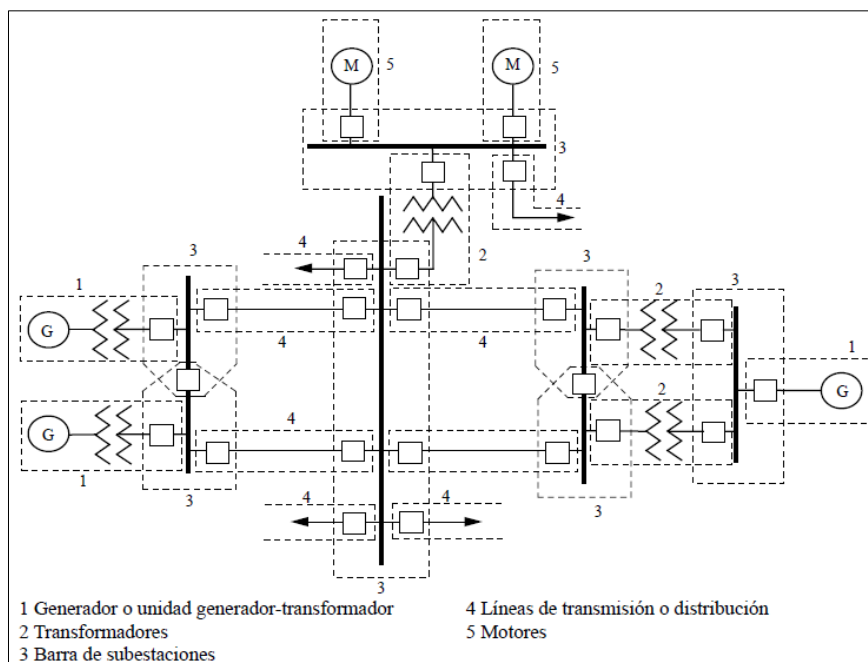 M 5 M 5
3
4
3 4 2 3
1 2 3
G 1
4 4
G
2
4
G
1 3 4 4 3
3
1 Generador o unidad generador-transformador 4 Líneas de transmisión o distribución
2 Transformadores 5 Motores
3 Barra de subestaciones